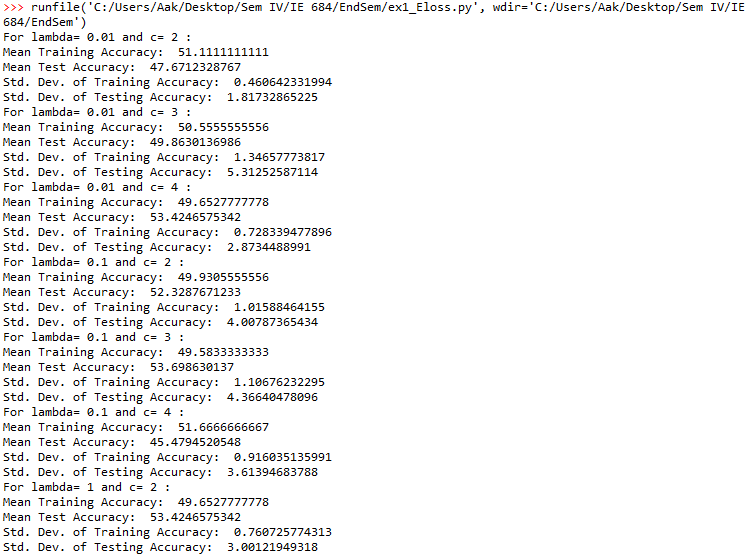 >>> runfile('C:/Users/Aak/Desktop/Sem IV/IE 684/EndSem/ex1_Eloss.py', wdir='C:/Users/Aak/Desktop/Sem IV/IE
684/EndSem')
For lambda= 0.01 and c= 2 :
Mean Training Accuracy:  51.1111111111
Mean Test Accuracy:  47.6712328767
Std. Dev. of Training Accuracy:  0.460642331994
Std. Dev. of Testing Accuracy:  1.81732865225
For lambda= 0.01 and c= 3 :
Mean Training Accuracy:  50.5555555556
Mean Test Accuracy:  49.8630136986
Std. Dev. of Training Accuracy:  1.34657773817
Std. Dev. of Testing Accuracy:  5.31252587114
For lambda= 0.01 and c= 4 :
Mean Training Accuracy:  49.6527777778
Mean Test Accuracy:  53.4246575342
Std. Dev. of Training Accuracy:  0.728339477896
Std. Dev. of Testing Accuracy:  2.8734488991
For lambda= 0.1 and c= 2 :
Mean Training Accuracy:  49.9305555556
Mean Test Accuracy:  52.3287671233
Std. Dev. of Training Accuracy:  1.01588464155
Std. Dev. of Testing Accuracy:  4.00787365434
For lambda= 0.1 and c= 3 :
Mean Training Accuracy:  49.5833333333
Mean Test Accuracy:  53.698630137
Std. Dev. of Training Accuracy:  1.10676232295
Std. Dev. of Testing Accuracy:  4.36640478096
For lambda= 0.1 and c= 4 :
Mean Training Accuracy:  51.6666666667
Mean Test Accuracy:  45.4794520548
Std. Dev. of Training Accuracy:  0.916035135991
Std. Dev. of Testing Accuracy:  3.61394683788
For lambda= 1 and c= 2 :
Mean Training Accuracy:  49.6527777778
Mean Test Accuracy:  53.4246575342
Std. Dev. of Training Accuracy:  0.760725774313
Std. Dev. of Testing Accuracy:  3.00121949318